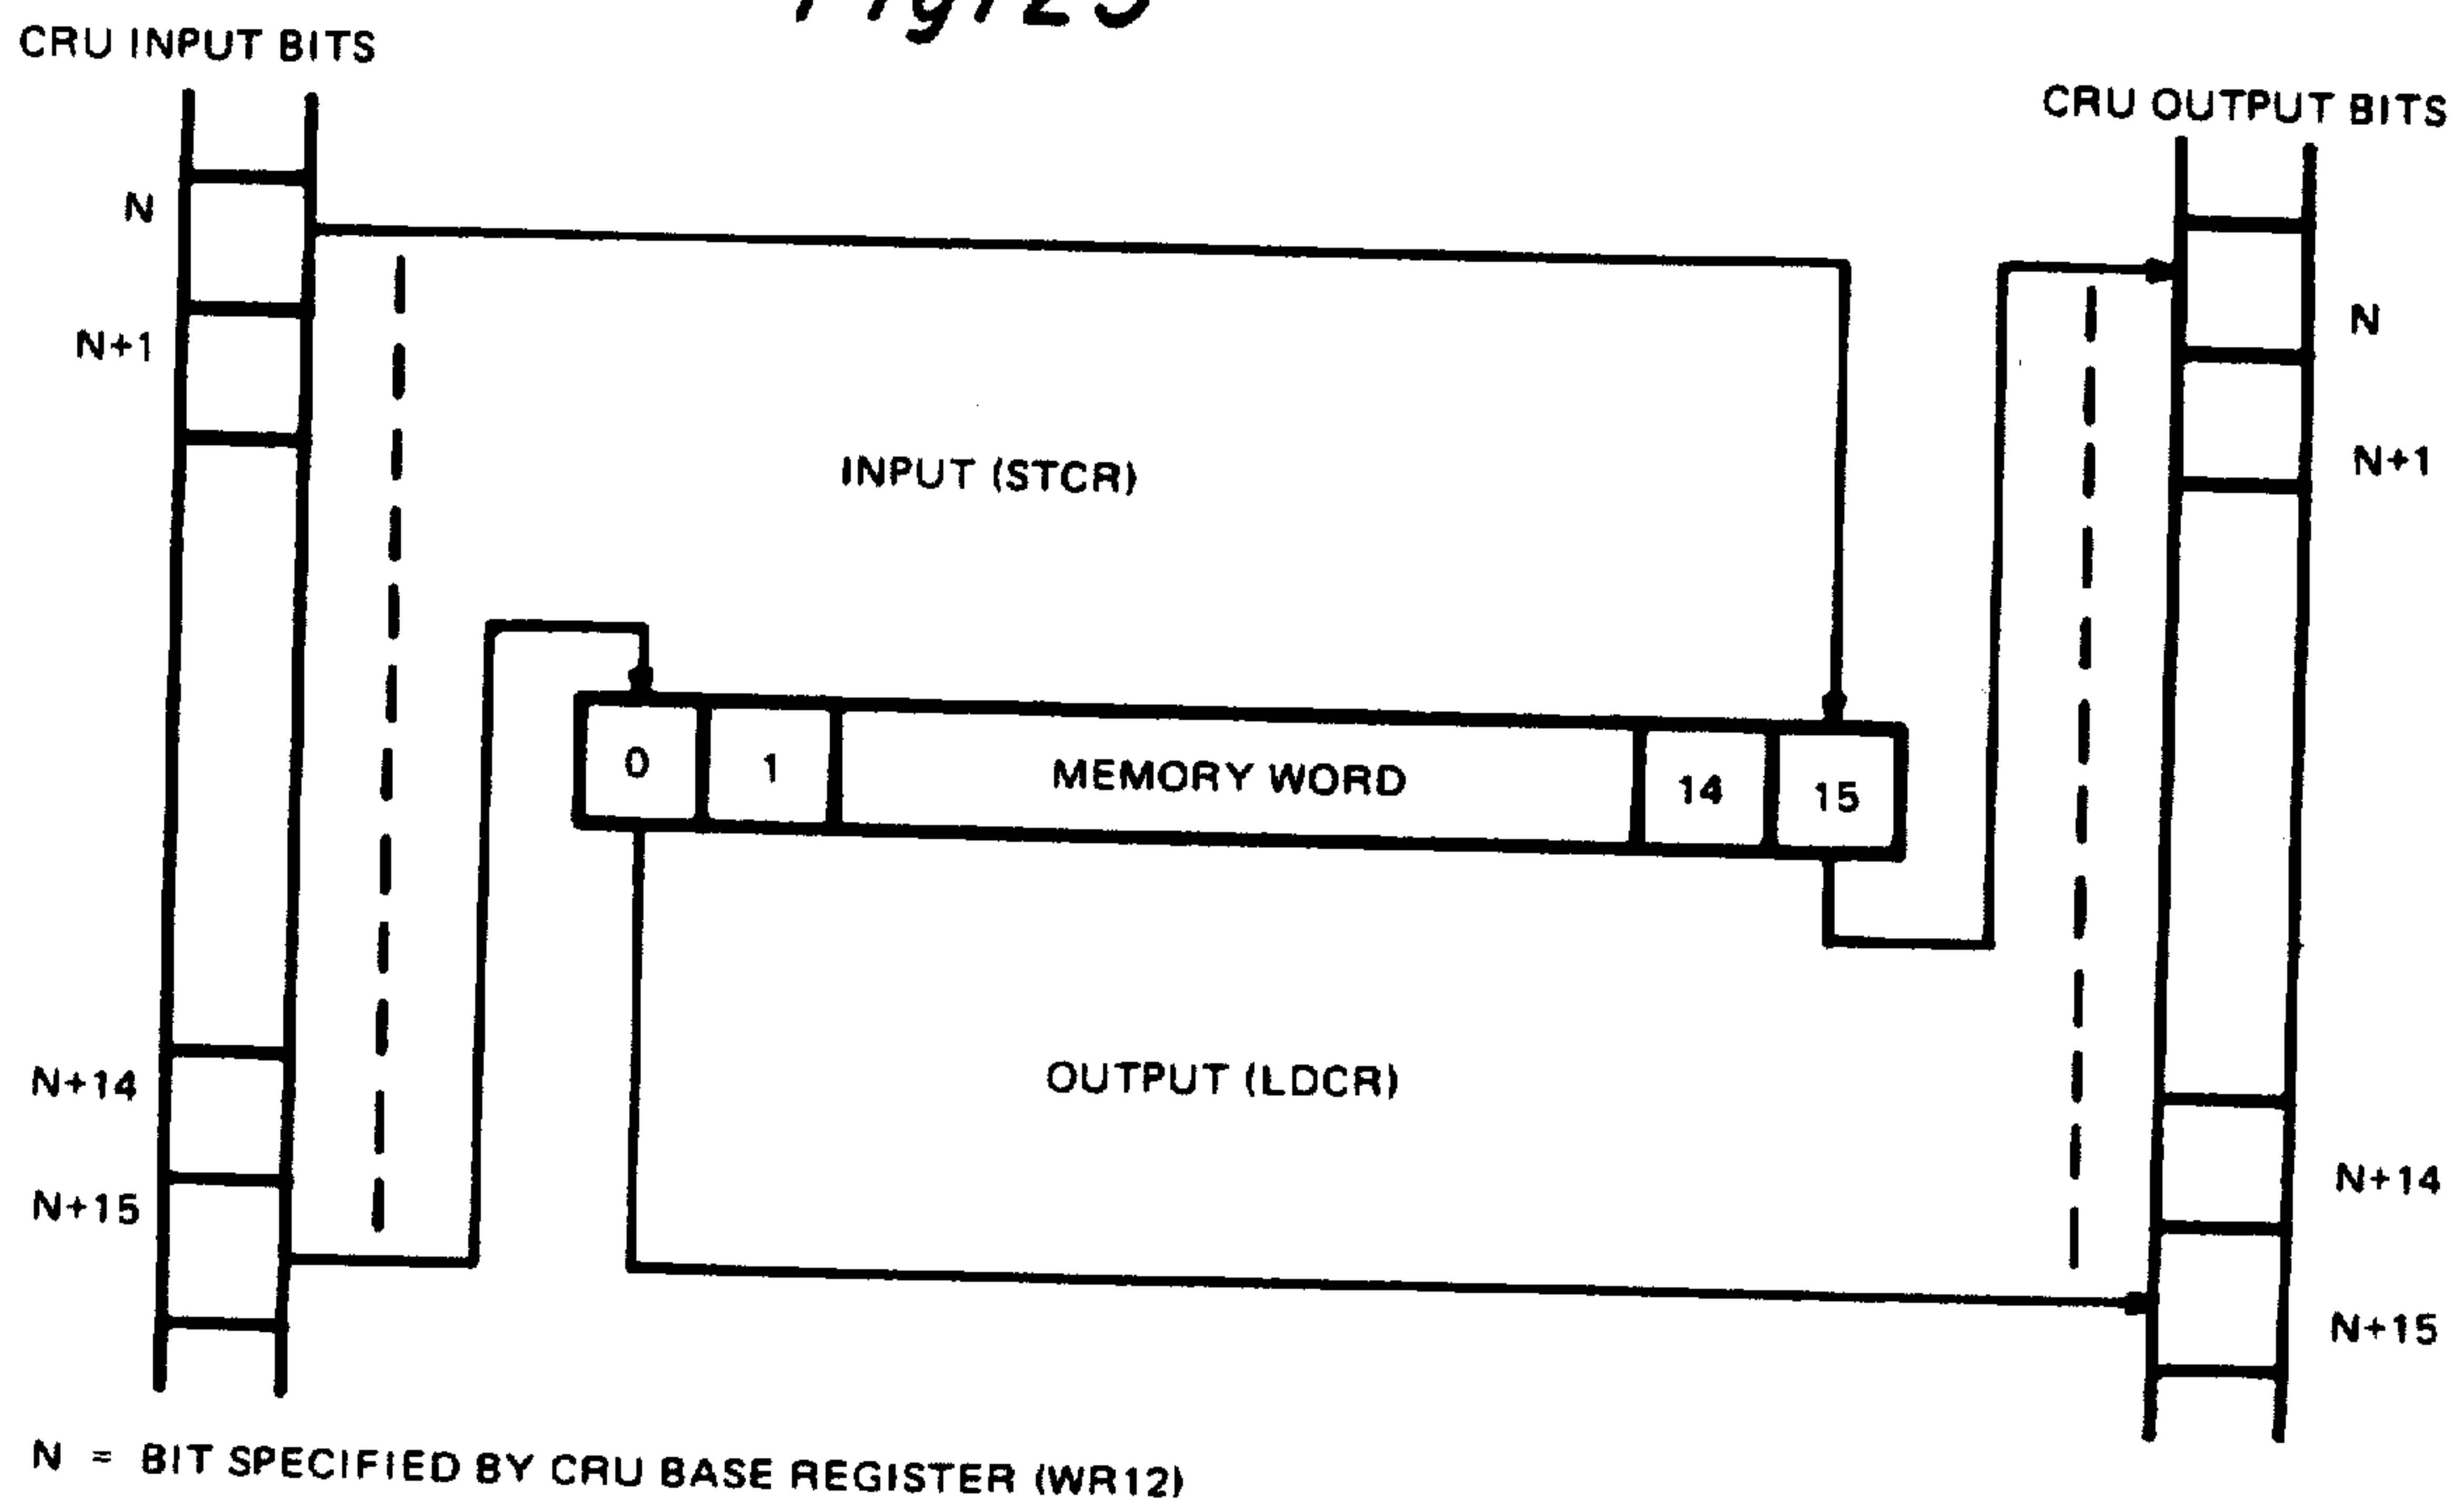 CRU INPUT BITS
CRU OUTPUT BITS
N
N+1
N+14
N+15
INPUT (STCR)
0
1
MEMORY WORD
14
15
OUTPUT (LDCR)
N
N+1
N+14
N+15
N = BIT SPECIFIED BY CRU BASE REGISTER (WR12)